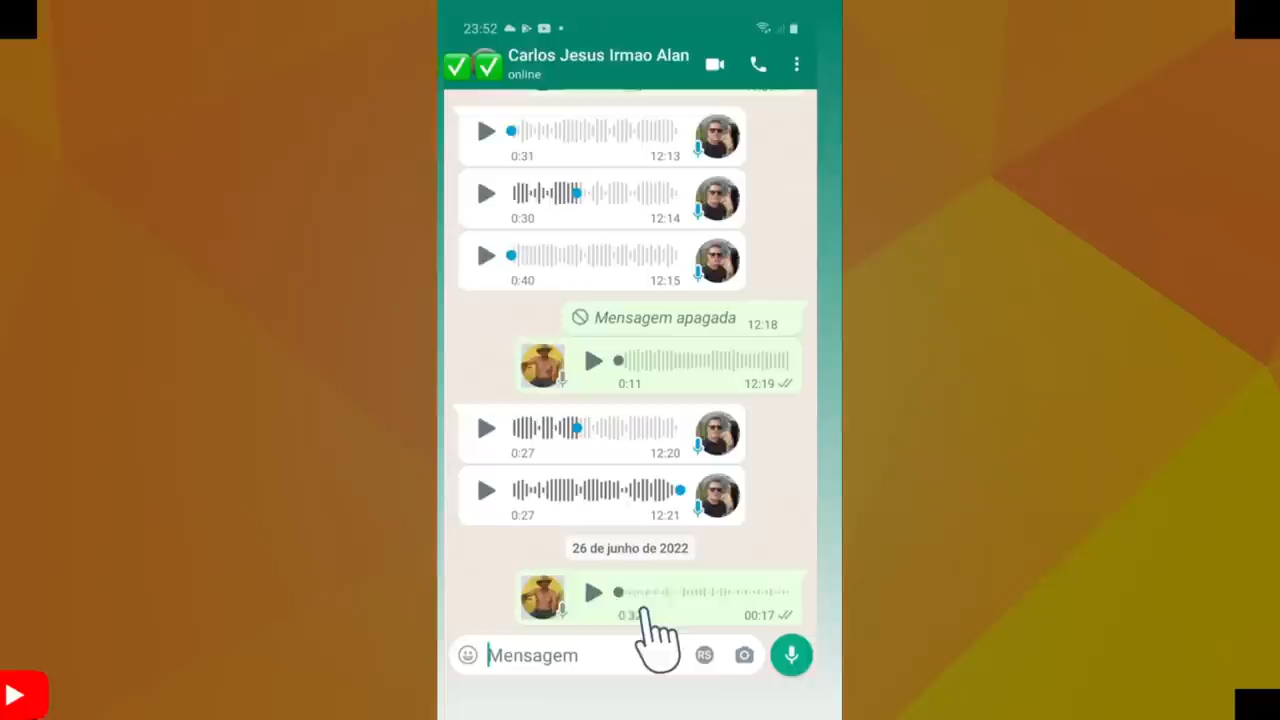 23:52
Carlos Jesus Irmao Alan
online
0:31 12:13
0:30 12:14
0:40 12:15
Mensagem apagada 12:18
0:11 12:19
0:27 12:20
0:27 12:21
26 de junho de 2022
00:17
Mensagem
RS